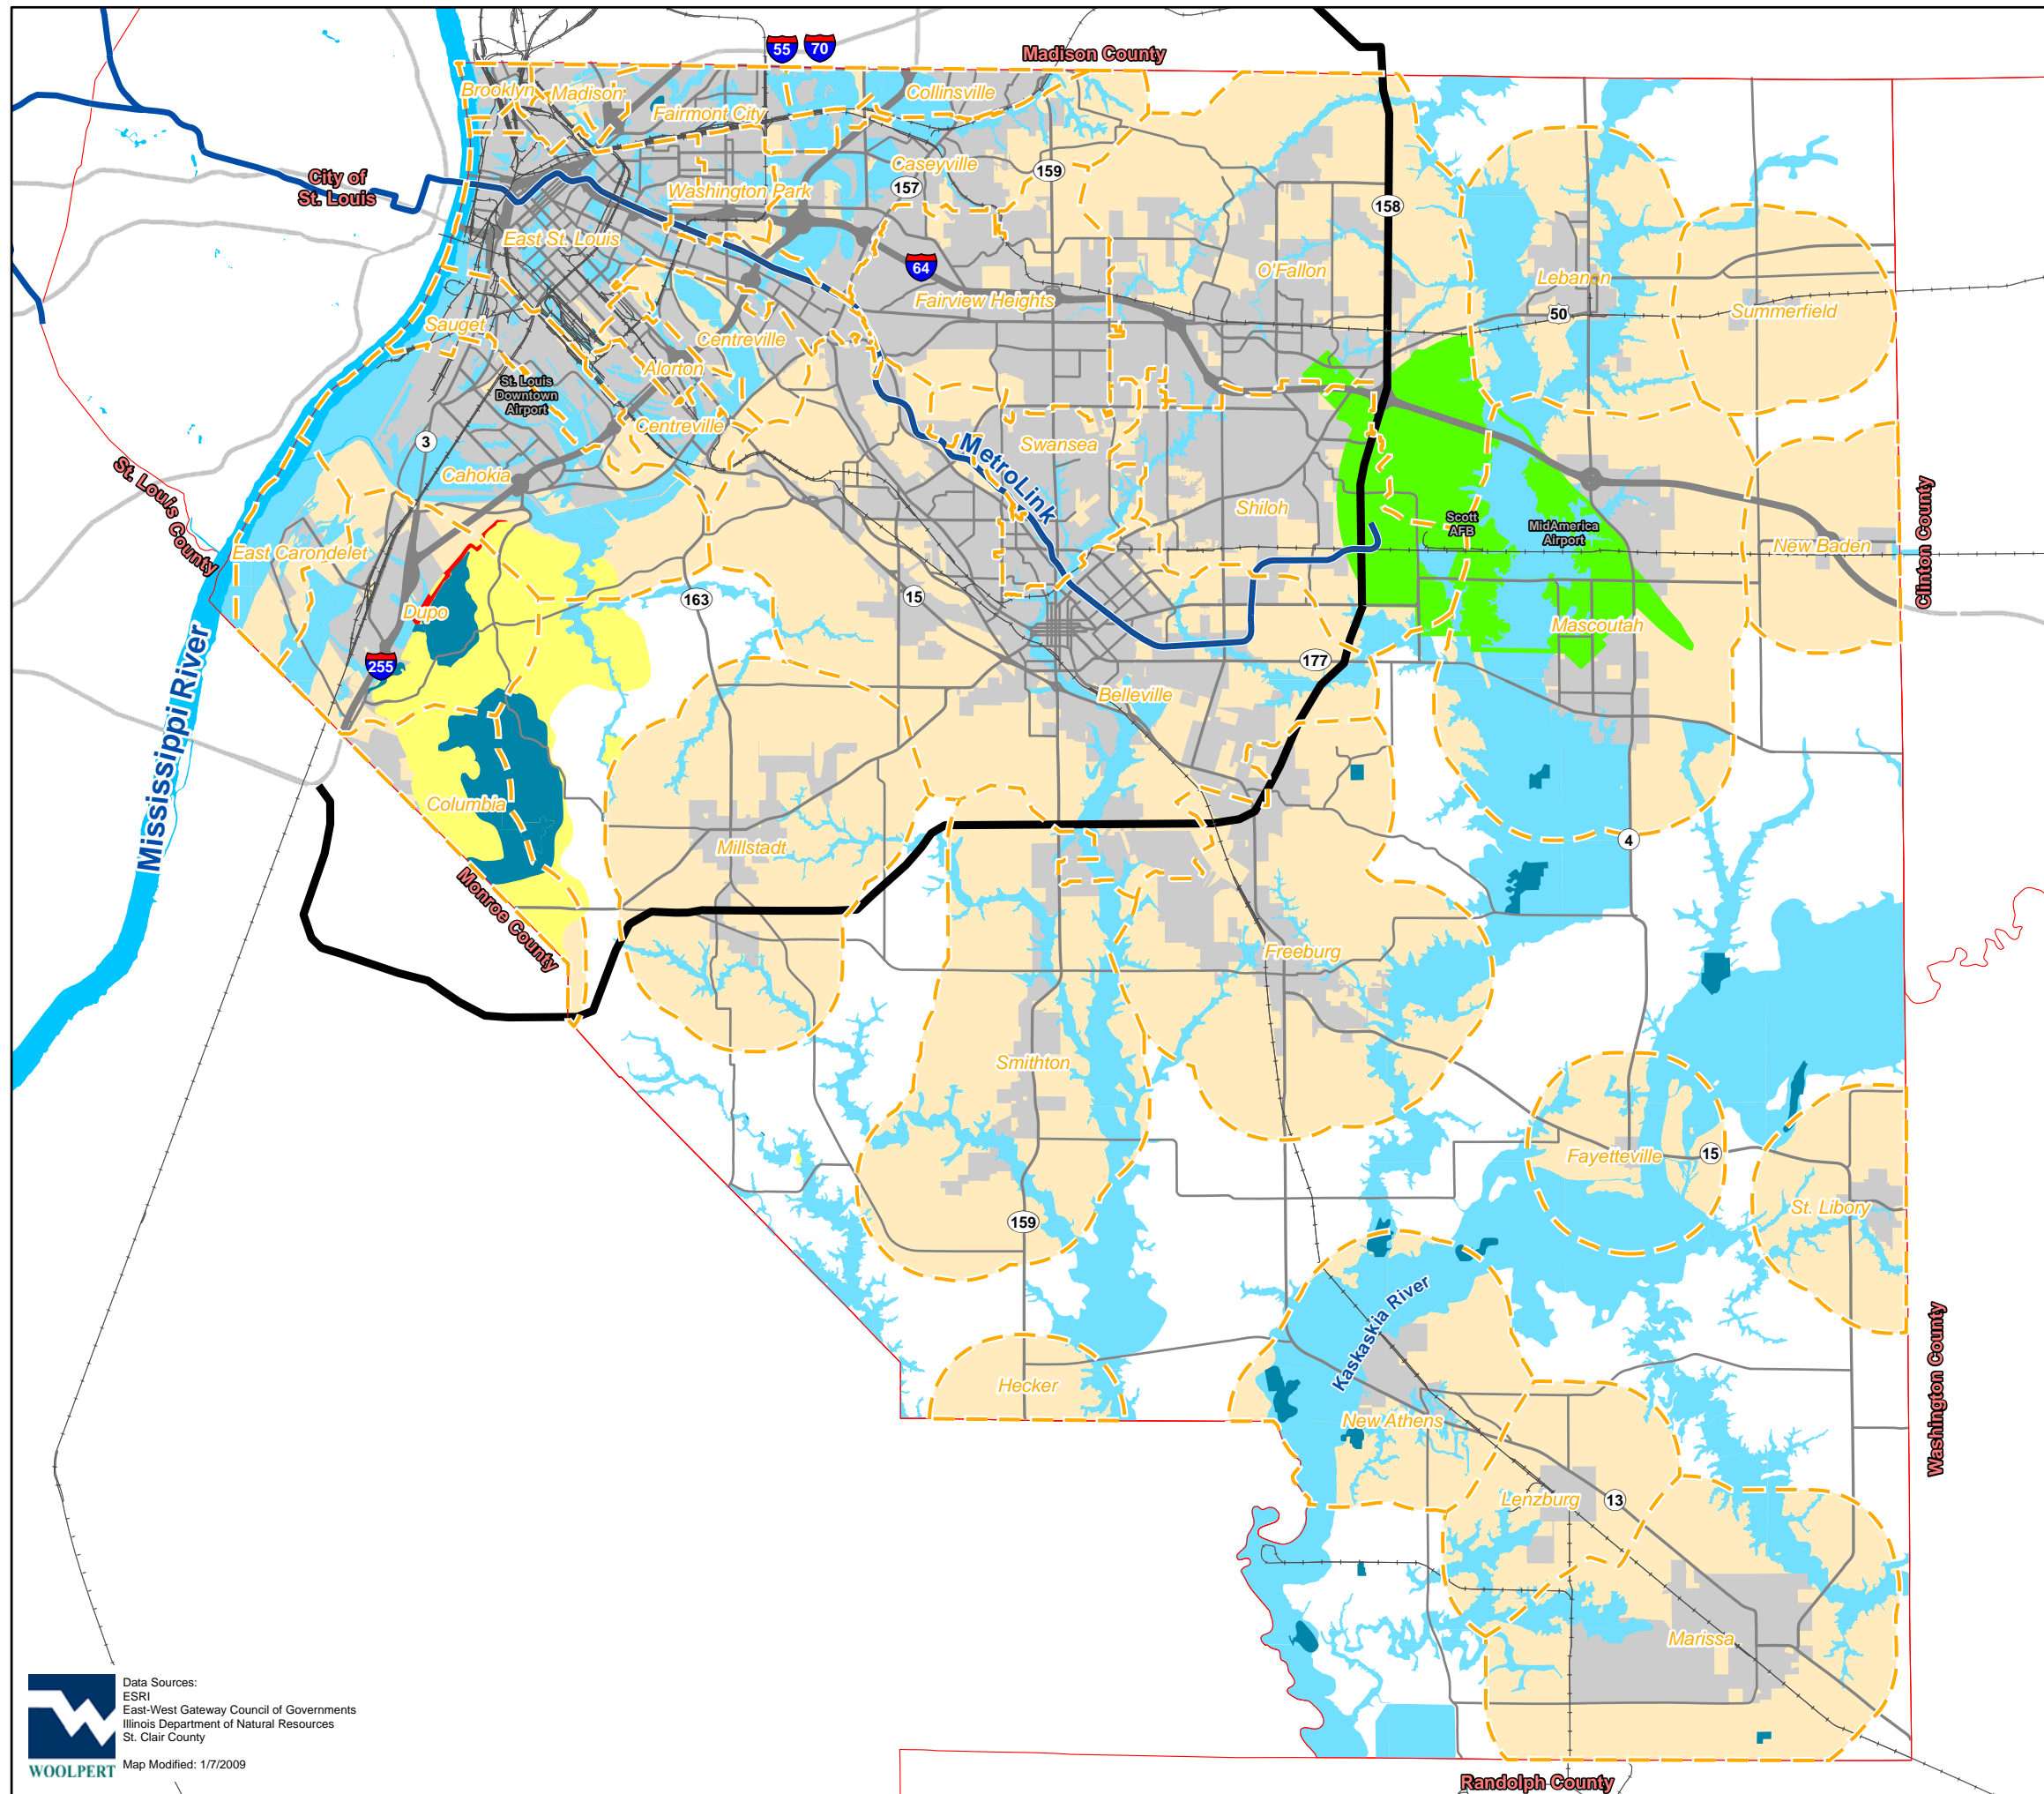 55
70
Madison County
Brooklyn
Madison
Collinsville
Fairmont City
Caseyville
159
City of
St. Louis
157
Washington Park
158
East St. Louis
64
O'Fallon
Lebanon
Fairview Heights
Summerfield
50
Sauget
Centreville
Alorton
St. Louis
Downtown
Airport
Centreville
3
Swansea
MetroLink
Cahokia
St. Louis County
Shiloh
Scott
AFB
MidAmerica
Airport
Clinton County
East Carondelet
New Baden
Dupo
163
15
Mascoutah
255
177
Mississippi River
Belleville
Columbia
Millstadt
4
Monroe County
Freeburg
Smithton
Fayetteville
15
St. Libory
159
Kaskaskia River
Hecker
New Athens
Washington County
Lenzburg
13
Marissa
Data Sources:
ESRI
East-West Gateway Council of Governments
Illinois Department of Natural Resources
St. Clair County
Map Modified: 1/7/2009
WOOLPERT
Randolph County